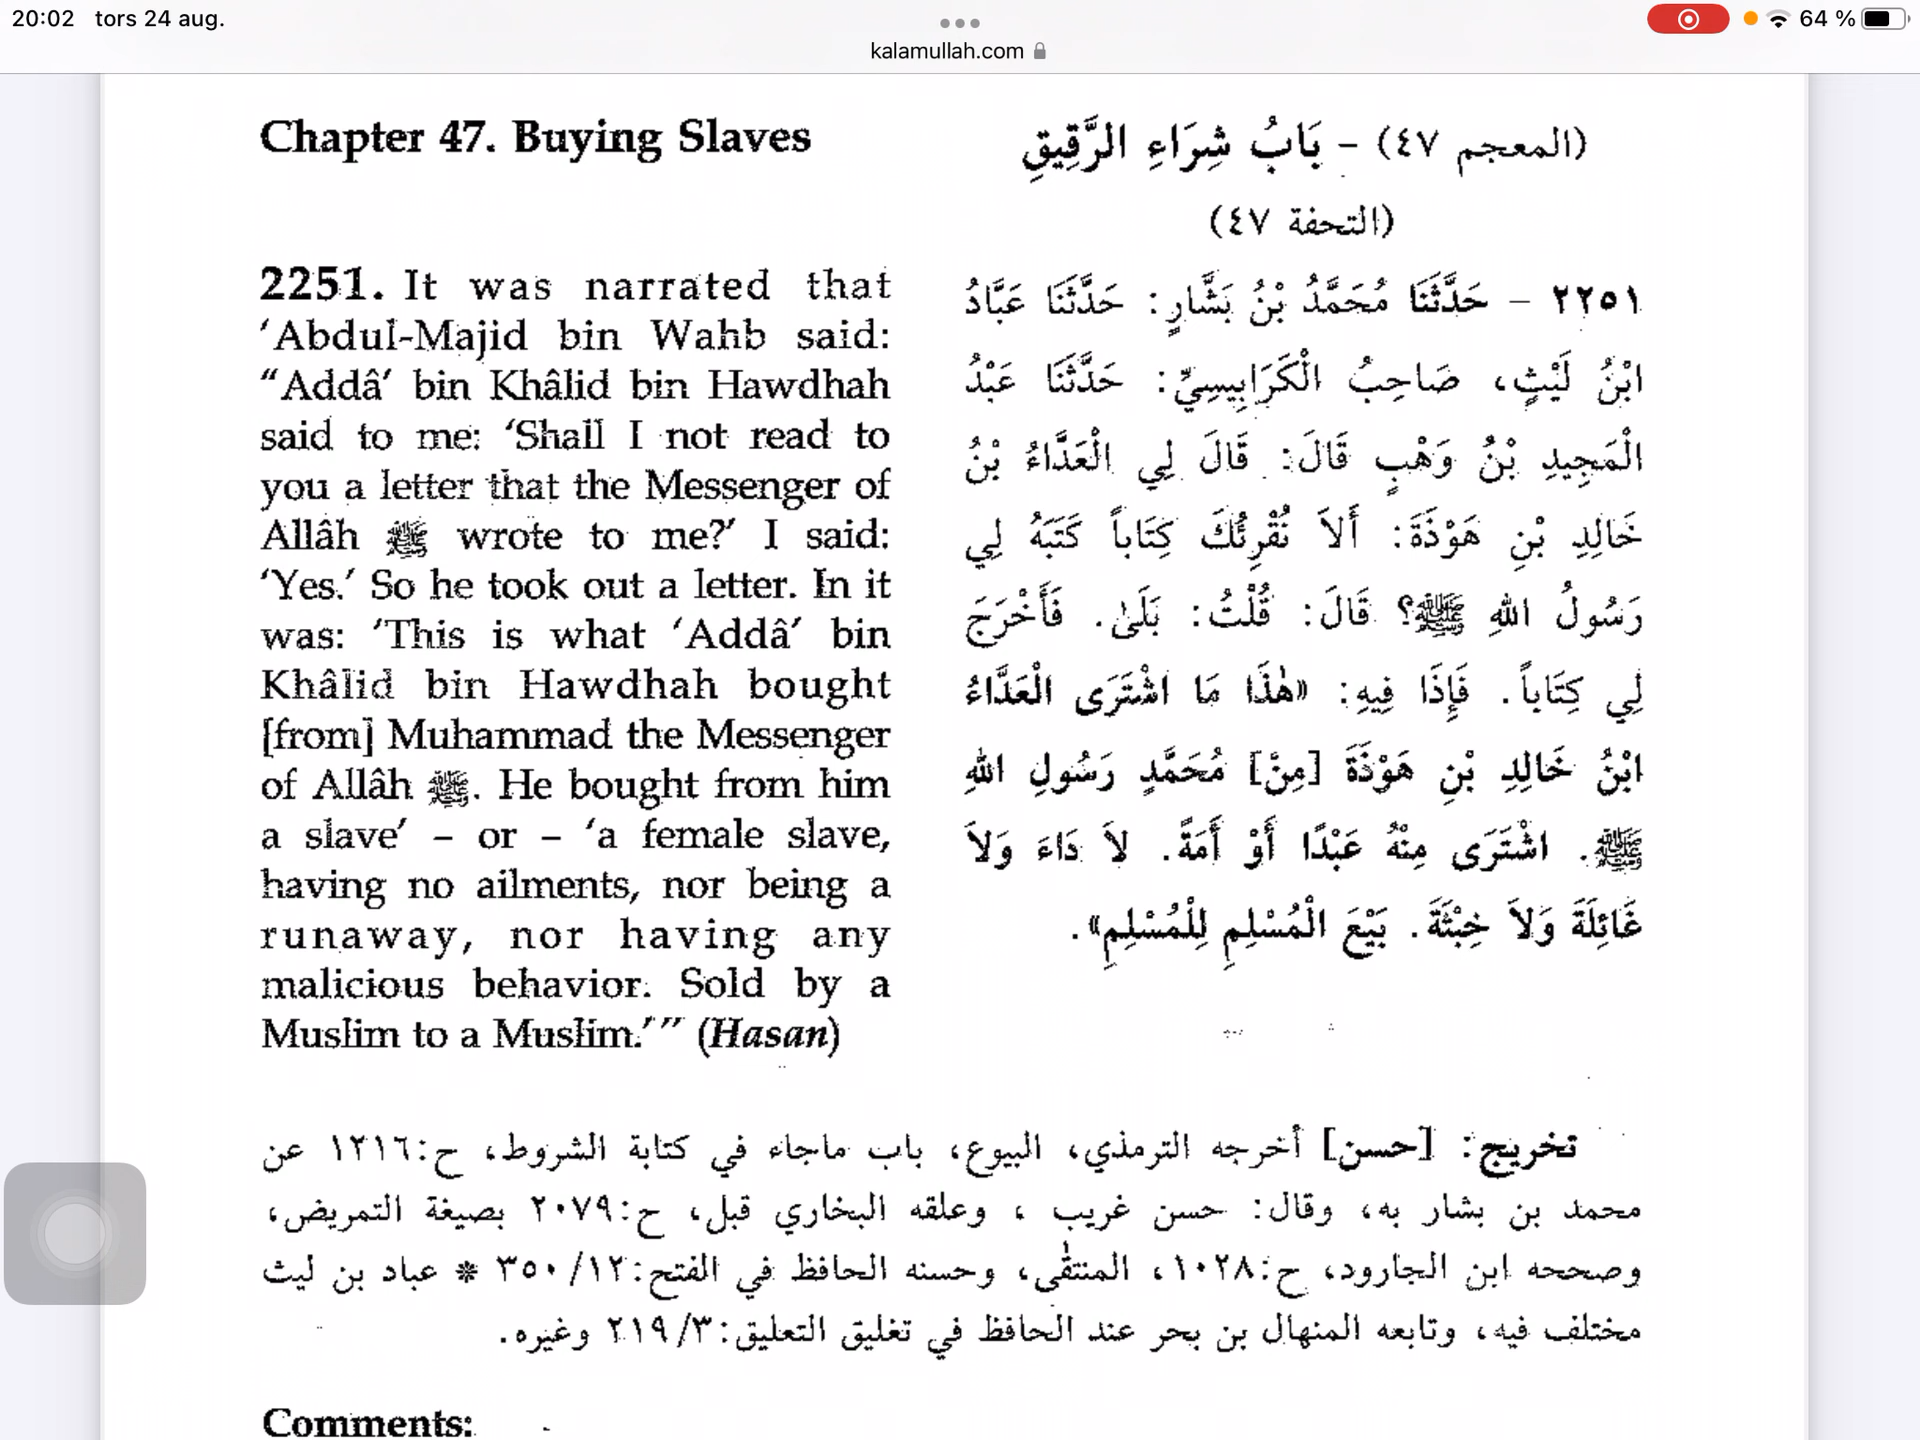 20:02 tors 24 aug.
64 %
kalamullah.com
Chapter 47. Buying Slaves
(المعجم ٤٧) – بَابُ شِرَاءِ الرَّقِيقِ
(التحفة ٤٧)
2251. It was narrated that
‘Abdul-Majid bin Wahb said:
“Addâ’ bin Khâlid bin Hawdhah
said to me: ‘Shall I not read to
you a letter that the Messenger of
Allâh ﷺ wrote to me?’ I said:
‘Yes.’ So he took out a letter. In it
was: ‘This is what ‘Addâ’ bin
Khâlid bin Hawdhah bought
[from] Muhammad the Messenger
of Allâh ﷺ. He bought from him
a slave’ – or – ‘a female slave,
having no ailments, nor being a
runaway, nor having any
malicious behavior. Sold by a
Muslim to a Muslim.’” (Hasan)
٢٢٥١ – حَدَّثَنَا مُحَمَّدُ بْنُ بَشَّارٍ: حَدَّثَنَا عَبَّادُ
ابْنُ لَيْثٍ، صَاحِبُ الْكَرَابِيسِيِّ: حَدَّثَنَا عَبْدُ
الْمَجِيدِ بْنُ وَهْبٍ قَالَ: قَالَ لِي الْعَدَّاءُ بْنُ
خَالِدِ بْنِ هَوْذَةَ: أَلاَ نُقْرِئُكَ كِتَاباً كَتَبَهُ لِي
رَسُولُ اللهِ ﷺ؟ قَالَ: قُلْتُ: بَلَىٰ. فَأَخْرَجَ
لِي كِتَاباً. فَإِذَا فِيهِ: «هٰذَا مَا اشْتَرَى الْعَدَّاءُ
ابْنُ خَالِدِ بْنِ هَوْذَةَ [مِنْ] مُحَمَّدٍ رَسُولِ اللهِ
ﷺ. اشْتَرَى مِنْهُ عَبْدًا أَوْ أَمَةً. لاَ دَاءَ وَلاَ
غَائِلَةَ وَلاَ خِبْثَةَ. بَيْعَ الْمُسْلِمِ لِلْمُسْلِمِ».
تخريج: [حسن] أخرجه الترمذي، البيوع، باب ماجاء في كتابة الشروط، ح:١٢١٦ عن
محمد بن بشار به، وقال: حسن غريب ، وعلقه البخاري قبل، ح:٢٠٧٩ بصيغة التمريض،
وصححه ابن الجارود، ح:١٠٢٨، المنتقٰى، وحسنه الحافظ في الفتح:١٢/ ٣٥٠ * عباد بن ليث
مختلف فيه، وتابعه المنهال بن بحر عند الحافظ في تغليق التعليق:٣/ ٢١٩ وغيره.
Comments: